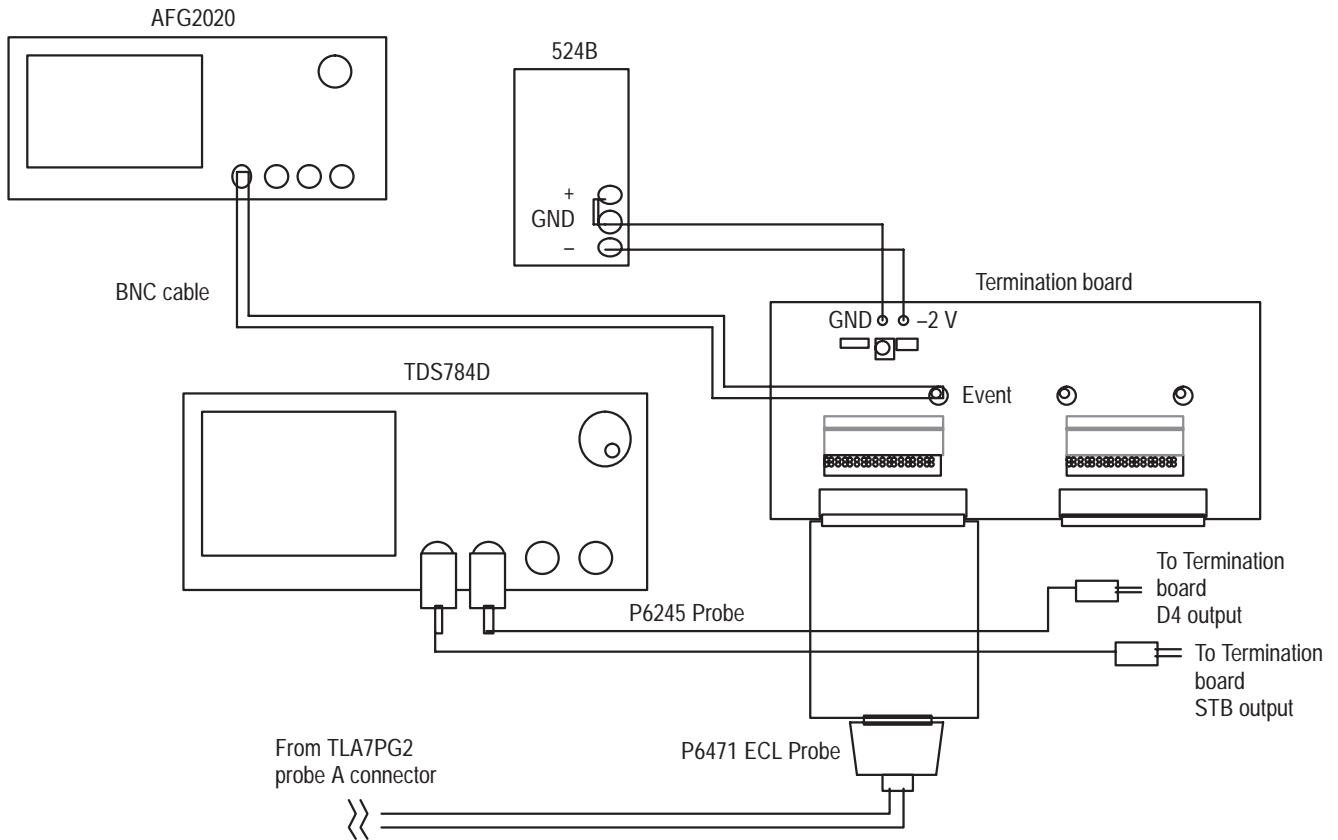 AFG2020
524B
+
GND
–
BNC cable
Termination board
GND
–2 V
TDS784D
Event
To Termination
board
D4 output
P6245 Probe
To Termination
board
STB output
From TLA7PG2
probe A connector
P6471 ECL Probe